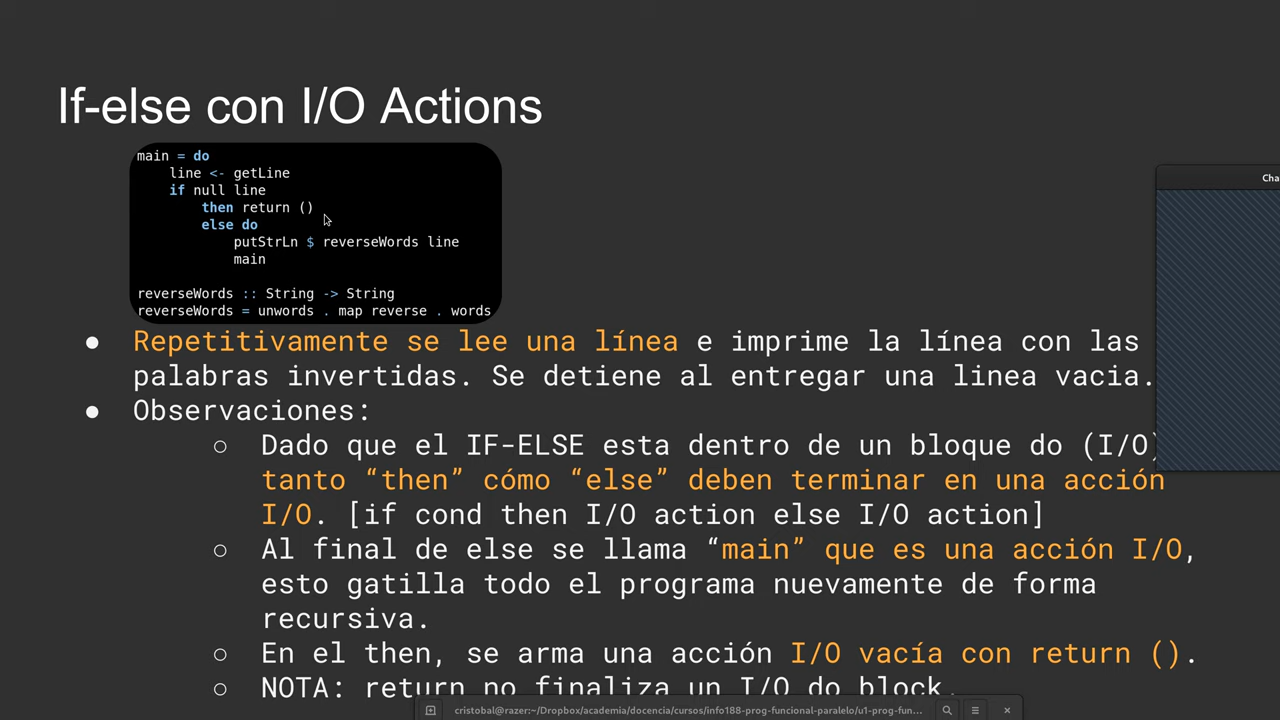 If-else con I/O Actions
main = do
line <- getLine
if null line
then return ()
else do
putStrLn $ reverseWords line
main
reverseWords :: String -> String
reverseWords = unwords . map reverse . words
● Repetitivamente se lee una línea e imprime la línea con las
palabras invertidas. Se detiene al entregar una linea vacia.
● Observaciones:
○ Dado que el IF-ELSE esta dentro de un bloque do (I/O)
tanto “then” cómo “else” deben terminar en una acción
I/O. [if cond then I/O action else I/O action]
○ Al final de else se llama “main” que es una acción I/O,
esto gatilla todo el programa nuevamente de forma
recursiva.
○ En el then, se arma una acción I/O vacía con return ().
○ NOTA: return no finaliza un I/O do block.
Cha
cristobal@razer:~/Dropbox/academia/docencia/cursos/info188-prog-funcional-paralelo/u1-prog-fun...